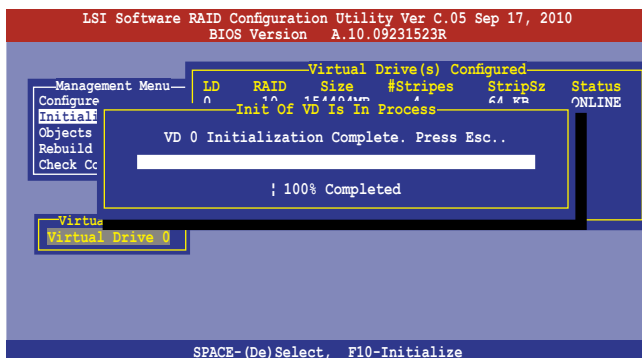 LSI Software RAID Configuration Utility Ver C.05 Sep 17, 2010
BIOS Version A.10.09231523R
Virtual Drive(s) Configured
Management Menu
LD RAID Size #Stripes StripSz Status
Configure
0 10 64 KB ONLINE
Initiali
Init Of VD Is In Process
Objects
VD 0 Initialization Complete. Press Esc..
Rebuild
Check Co
¦ 100% Completed
Virtua
Virtual Drive 0
SPACE-(De)Select, F10-Initialize